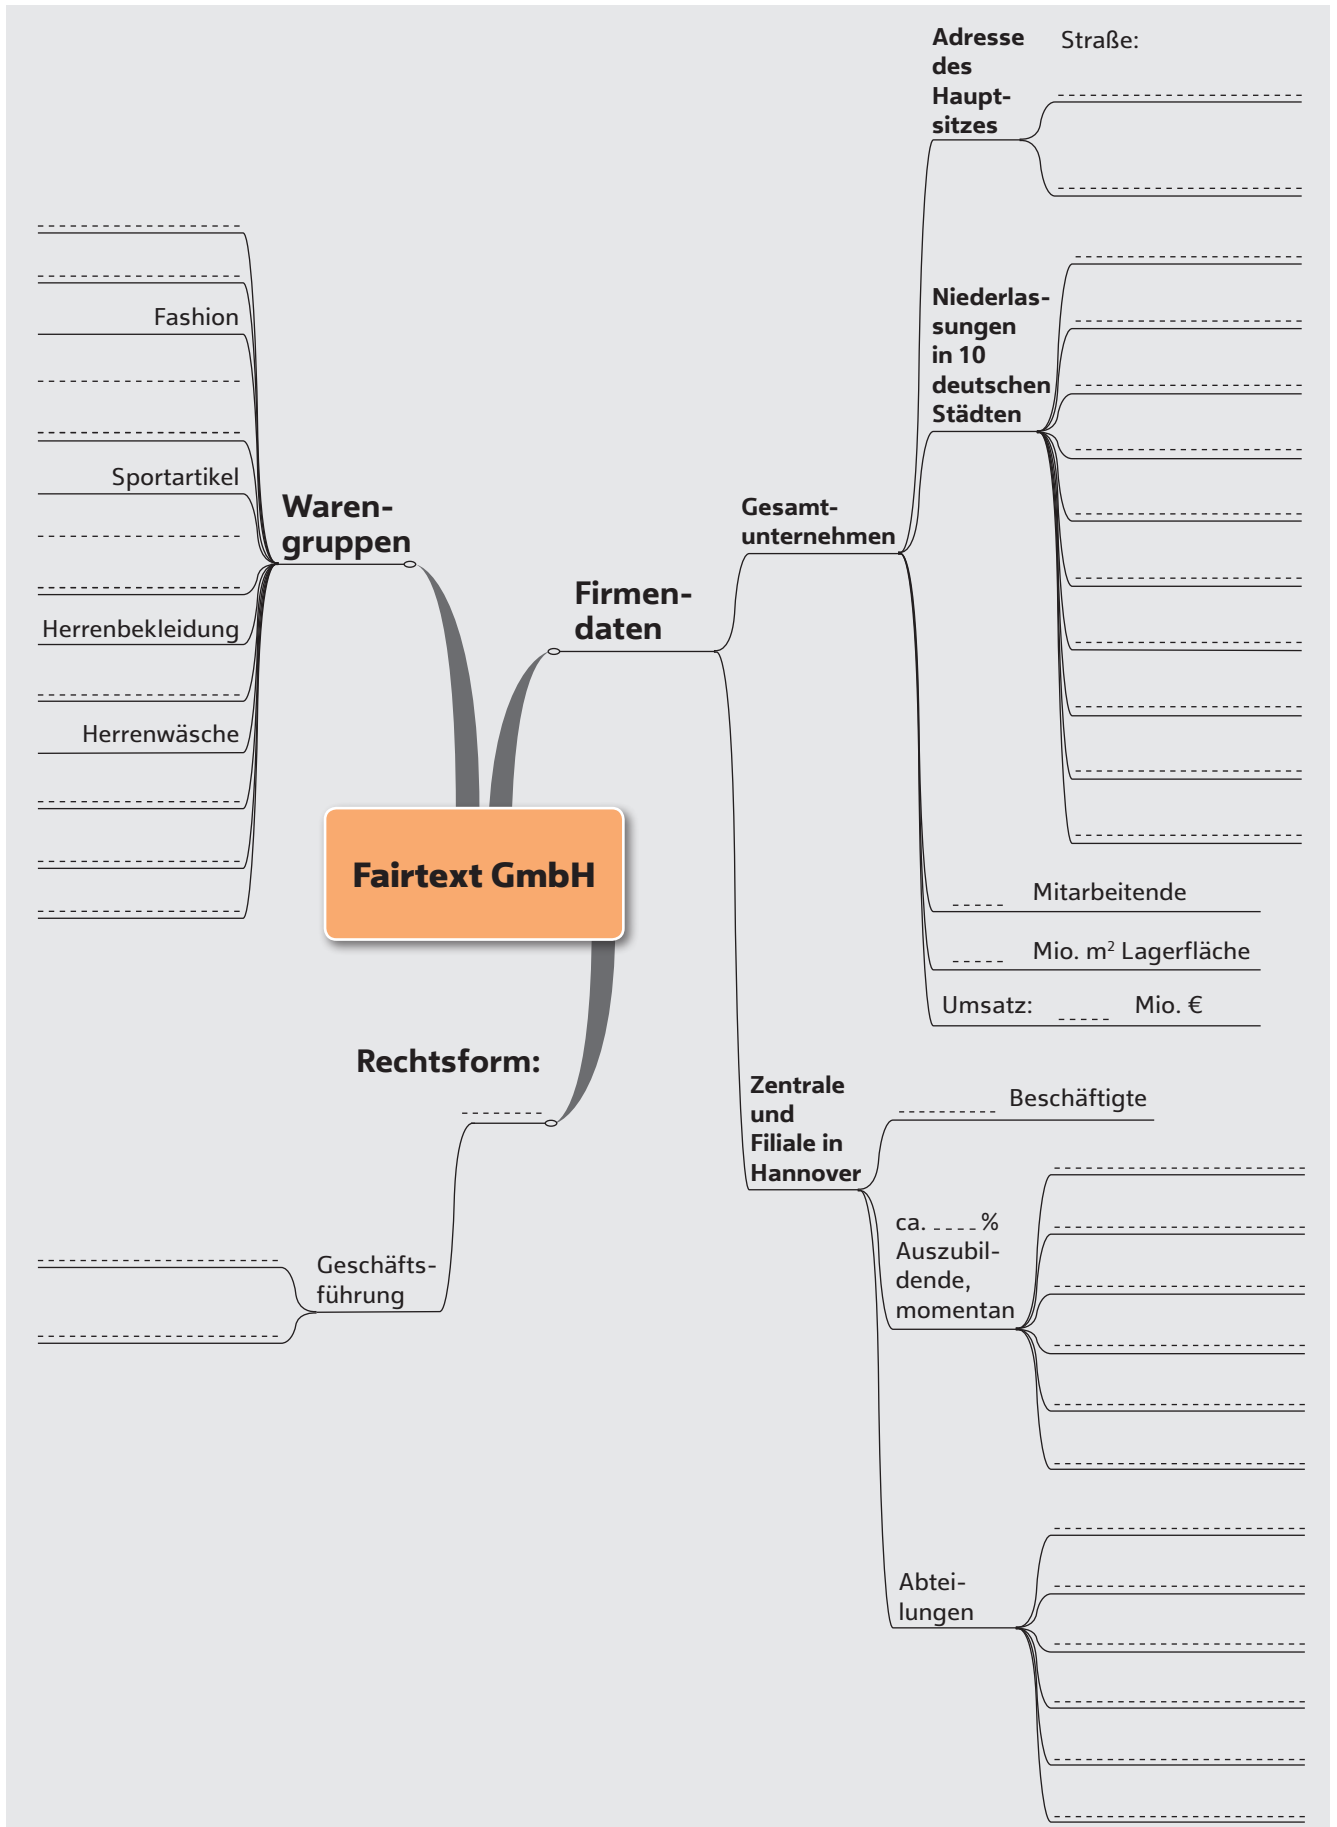 Adresse
des
Haupt-
sitzes
Straße:
Niederlas-
sungen
in 10
deutschen
Städten
Fashion
Sportartikel
Herrenbekleidung
Herrenwäsche
Waren-
gruppen
Gesamt-
unternehmen
Firmen-
daten
Fairtext GmbH
Mitarbeitende
Mio. m² Lagerfläche
Umsatz: Mio. €
Rechtsform:
Geschäfts-
führung
Zentrale
und
Filiale in
Hannover
Beschäftigte
ca. %
Auszubil-
dende,
momentan
Abtei-
lungen